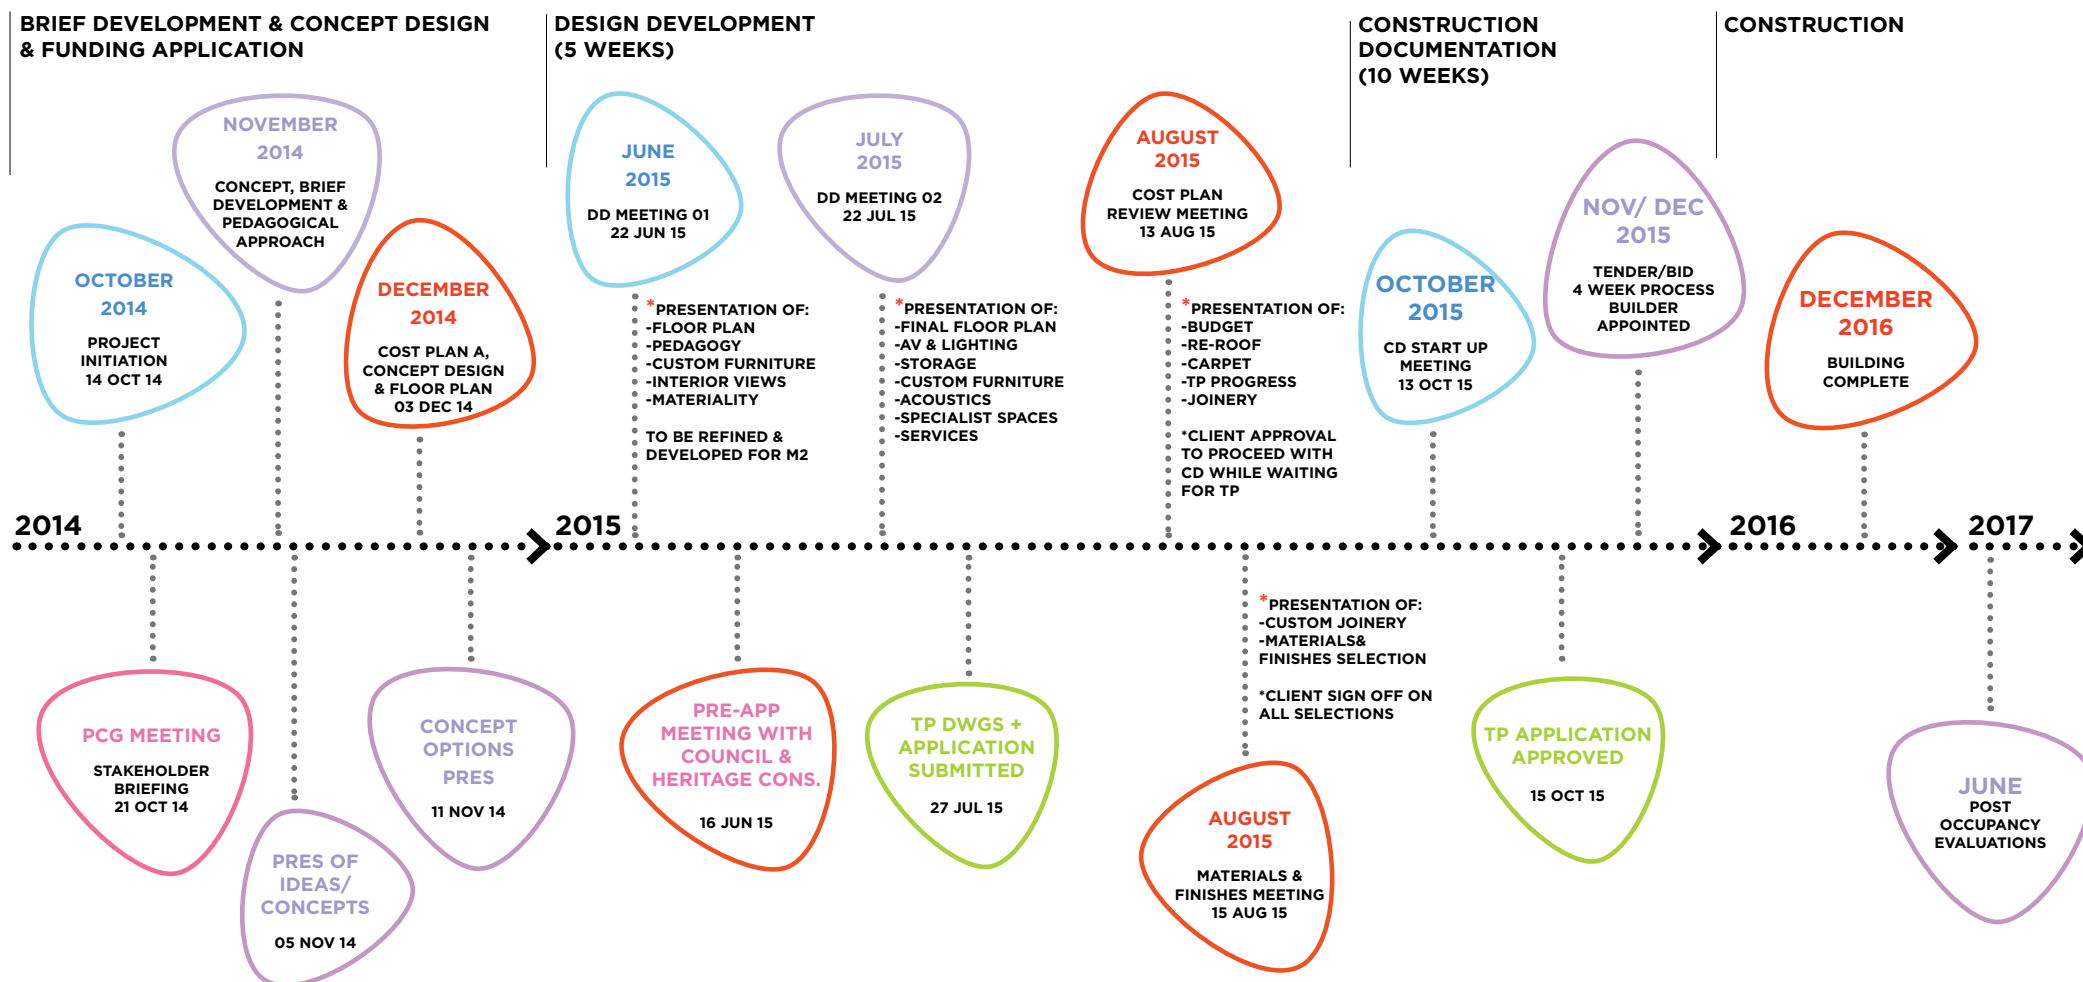 BRIEF DEVELOPMENT & CONCEPT DESIGN
& FUNDING APPLICATION
DESIGN DEVELOPMENT
(5 WEEKS)
CONSTRUCTION
DOCUMENTATION
(10 WEEKS)
CONSTRUCTION
OCTOBER
2014
PROJECT
INITIATION
14 OCT 14
NOVEMBER
2014
CONCEPT, BRIEF
DEVELOPMENT &
PEDAGOGICAL
APPROACH
DECEMBER
2014
COST PLAN A,
CONCEPT DESIGN
& FLOOR PLAN
03 DEC 14
JUNE
2015
DD MEETING 01
22 JUN 15
*PRESENTATION OF:
-FLOOR PLAN
-PEDAGOGY
-CUSTOM FURNITURE
-INTERIOR VIEWS
-MATERIALITY
TO BE REFINED &
DEVELOPED FOR M2
JULY
2015
DD MEETING 02
22 JUL 15
*PRESENTATION OF:
-FINAL FLOOR PLAN
-AV & LIGHTING
-STORAGE
-CUSTOM FURNITURE
-ACOUSTICS
-SPECIALIST SPACES
-SERVICES
AUGUST
2015
COST PLAN
REVIEW MEETING
13 AUG 15
*PRESENTATION OF:
-BUDGET
-RE-ROOF
-CARPET
-TP PROGRESS
-JOINERY
*CLIENT APPROVAL
TO PROCEED WITH
CD WHILE WAITING
FOR TP
OCTOBER
2015
CD START UP
MEETING
13 OCT 15
NOV/ DEC
2015
TENDER/BID
4 WEEK PROCESS
BUILDER
APPOINTED
DECEMBER
2016
BUILDING
COMPLETE
2014
2015
2016
2017
PCG MEETING
STAKEHOLDER
BRIEFING
21 OCT 14
PRES OF
IDEAS/
CONCEPTS
05 NOV 14
CONCEPT
OPTIONS
PRES
11 NOV 14
PRE-APP
MEETING WITH
COUNCIL &
HERITAGE CONS.
16 JUN 15
TP DWGS +
APPLICATION
SUBMITTED
27 JUL 15
*PRESENTATION OF:
-CUSTOM JOINERY
-MATERIALS&
FINISHES SELECTION
*CLIENT SIGN OFF ON
ALL SELECTIONS
AUGUST
2015
MATERIALS &
FINISHES MEETING
15 AUG 15
TP APPLICATION
APPROVED
15 OCT 15
JUNE
POST
OCCUPANCY
EVALUATIONS